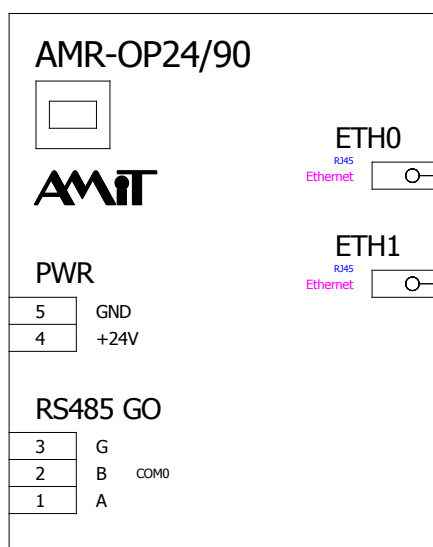 AMR-OP24/90
AMiT
ETH0
RJ45
Ethernet
ETH1
RJ45
Ethernet
PWR
5 GND
4 +24V
RS485 GO
3 G
2 B COM0
1 A